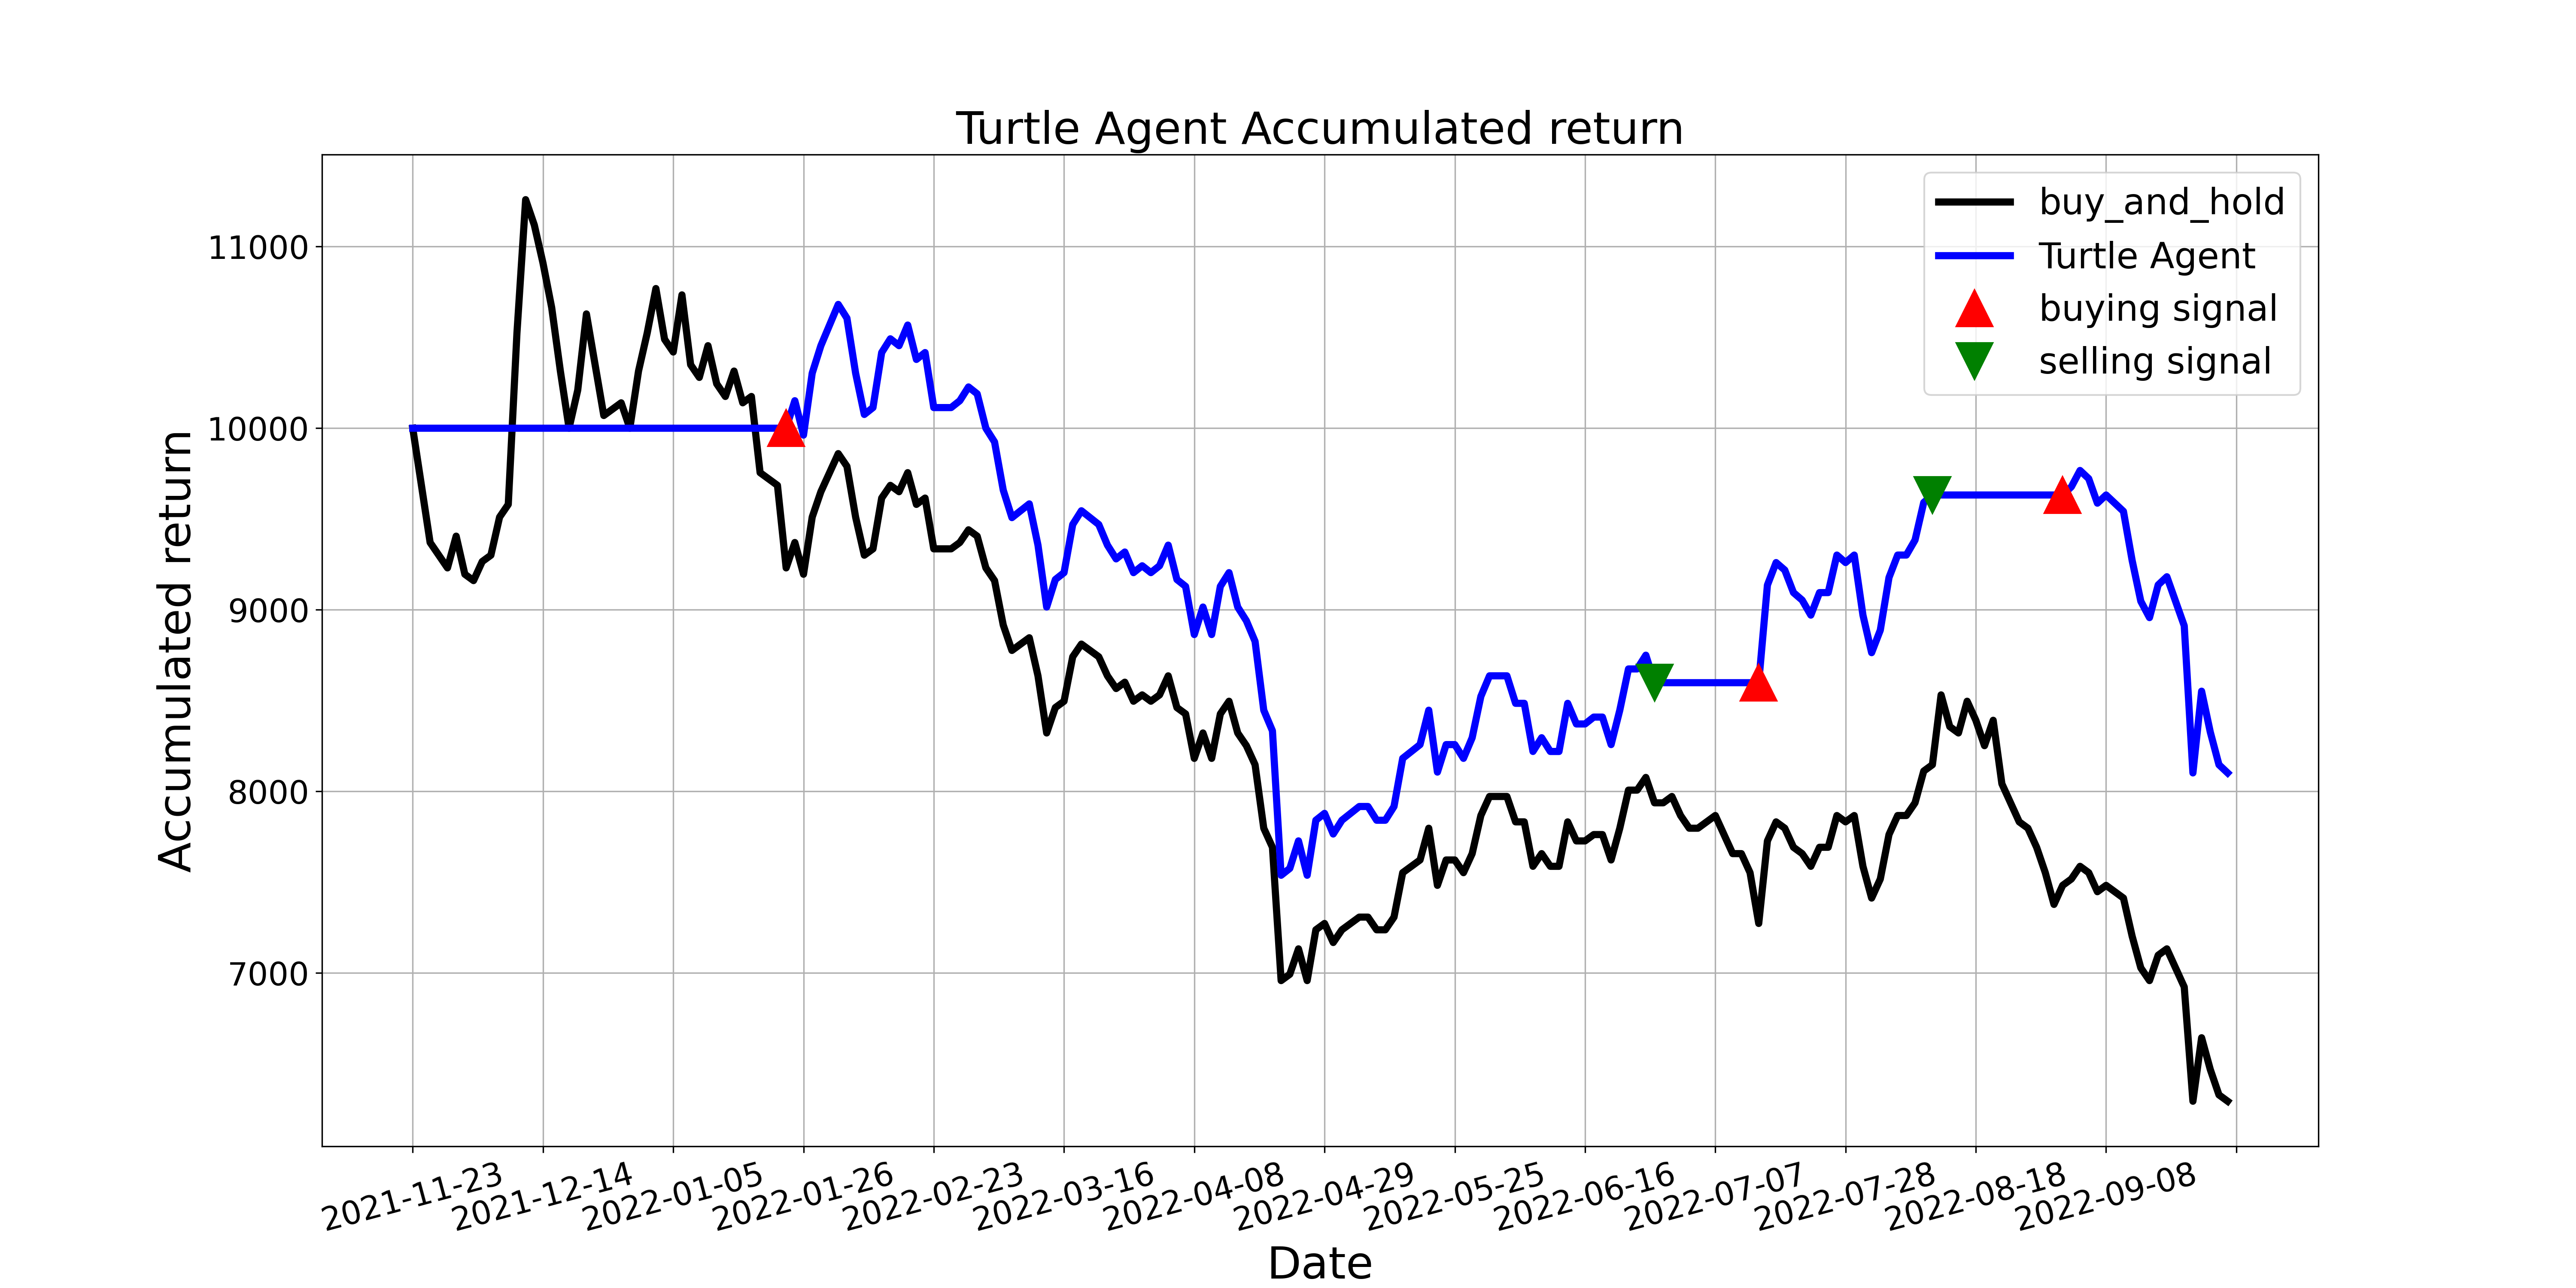 Turtle Agent Accumulated return
buy_and_hold
Turtle Agent
buying signal
selling signal
11000
10000
9000
8000
7000
Accumulated return
2021-11-23
2021-12-14
2022-01-05
2022-01-26
2022-02-23
2022-03-16
2022-04-08
2022-04-29
2022-05-25
2022-06-16
2022-07-07
2022-07-28
2022-08-18
2022-09-08
Date